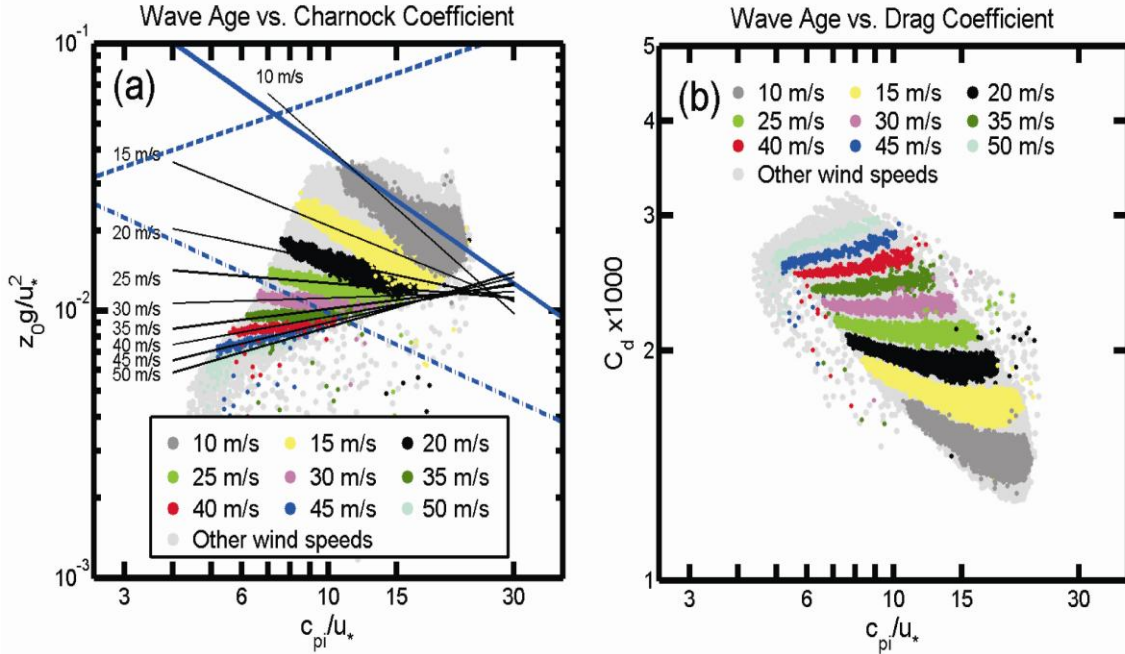 Wave Age vs. Charnock Coefficient
10⁻¹
(a)
10 m/s
15 m/s
20 m/s
25 m/s
30 m/s
35 m/s
40 m/s
45 m/s
50 m/s
z₀g/u*²
10⁻²
10 m/s 15 m/s 20 m/s
25 m/s 30 m/s 35 m/s
40 m/s 45 m/s 50 m/s
Other wind speeds
10⁻³
3 6 10 15 30
c_pi/u*
Wave Age vs. Drag Coefficient
5
(b)
10 m/s 15 m/s 20 m/s
25 m/s 30 m/s 35 m/s
40 m/s 45 m/s 50 m/s
Other wind speeds
4
3
C_d x1000
2
1
3 6 10 15 30
c_pi/u*